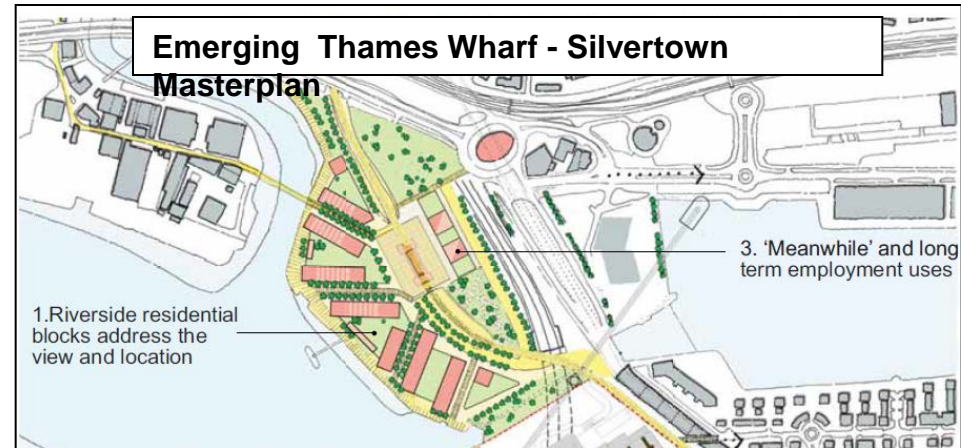 Emerging Thames Wharf - Silvertown
Masterplan
3. ‘Meanwhile’ and long
term employment uses
1.Riverside residential
blocks address the
view and location